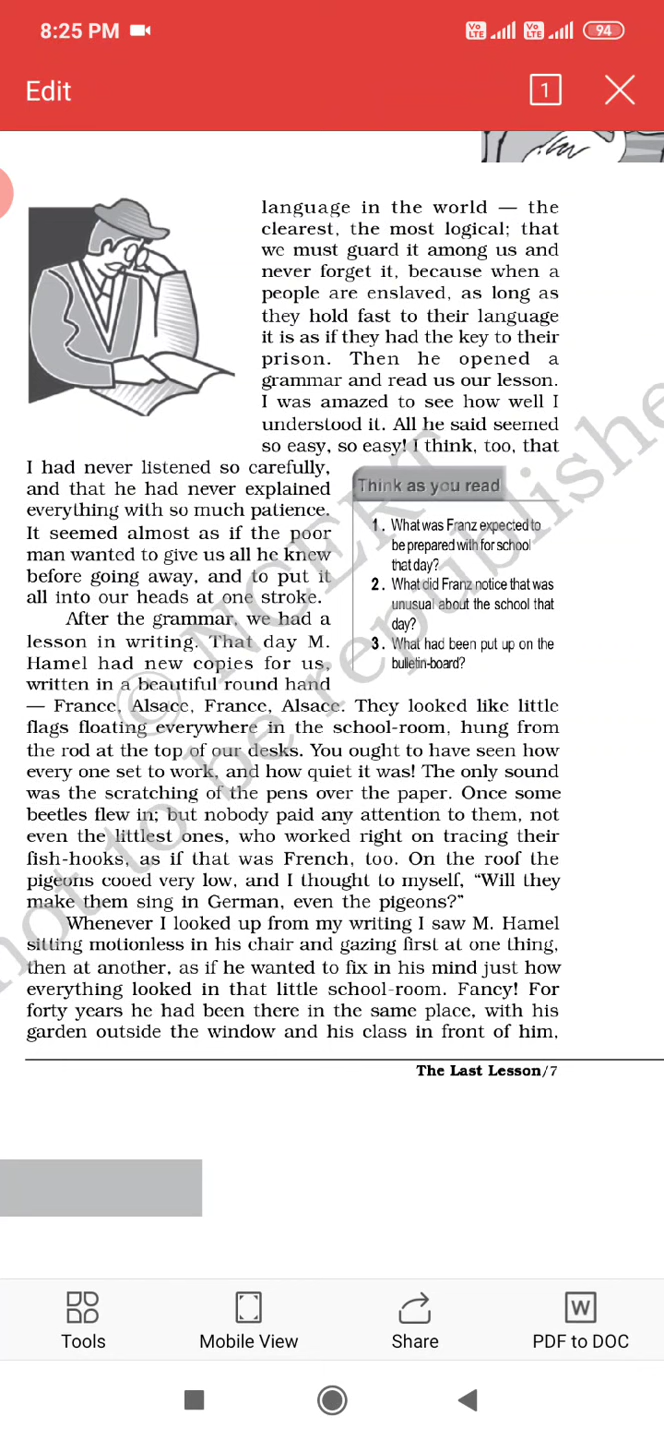 8:25 PM
Vo LTE
Vo LTE
94
Edit
1
language in the world — the
clearest, the most logical; that
we must guard it among us and
never forget it, because when a
people are enslaved, as long as
they hold fast to their language
it is as if they had the key to their
prison. Then he opened a
grammar and read us our lesson.
I was amazed to see how well I
understood it. All he said seemed
so easy, so easy! I think, too, that
I had never listened so carefully,
and that he had never explained
everything with so much patience.
It seemed almost as if the poor
man wanted to give us all he knew
before going away, and to put it
all into our heads at one stroke.
After the grammar, we had a
lesson in writing. That day M.
Hamel had new copies for us,
written in a beautiful round hand
Think as you read
1. What was Franz expected to
be prepared with for school
that day?
2. What did Franz notice that was
unusual about the school that
day?
3. What had been put up on the
bulletin-board?
— France, Alsace, France, Alsace. They looked like little
flags floating everywhere in the school-room, hung from
the rod at the top of our desks. You ought to have seen how
every one set to work, and how quiet it was! The only sound
was the scratching of the pens over the paper. Once some
beetles flew in; but nobody paid any attention to them, not
even the littlest ones, who worked right on tracing their
fish-hooks, as if that was French, too. On the roof the
pigeons cooed very low, and I thought to myself, “Will they
make them sing in German, even the pigeons?”
Whenever I looked up from my writing I saw M. Hamel
sitting motionless in his chair and gazing first at one thing,
then at another, as if he wanted to fix in his mind just how
everything looked in that little school-room. Fancy! For
forty years he had been there in the same place, with his
garden outside the window and his class in front of him,
The Last Lesson/7
© NCERT
not to be republishe
Tools
Mobile View
Share
W
PDF to DOC